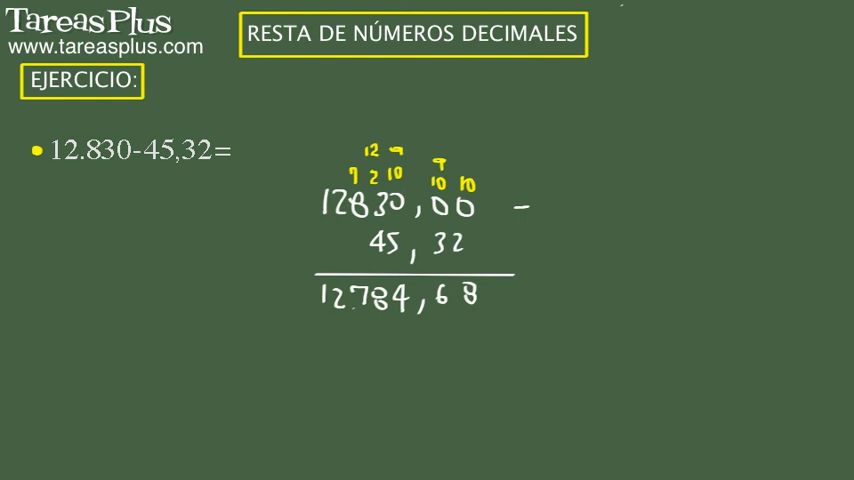 TareasPlus
www.tareasplus.com
RESTA DE NÚMEROS DECIMALES
EJERCICIO:
• 12.830-45,32=
12 9 9
7 2 10 10 10
12830,00 -
45,32
12784,68